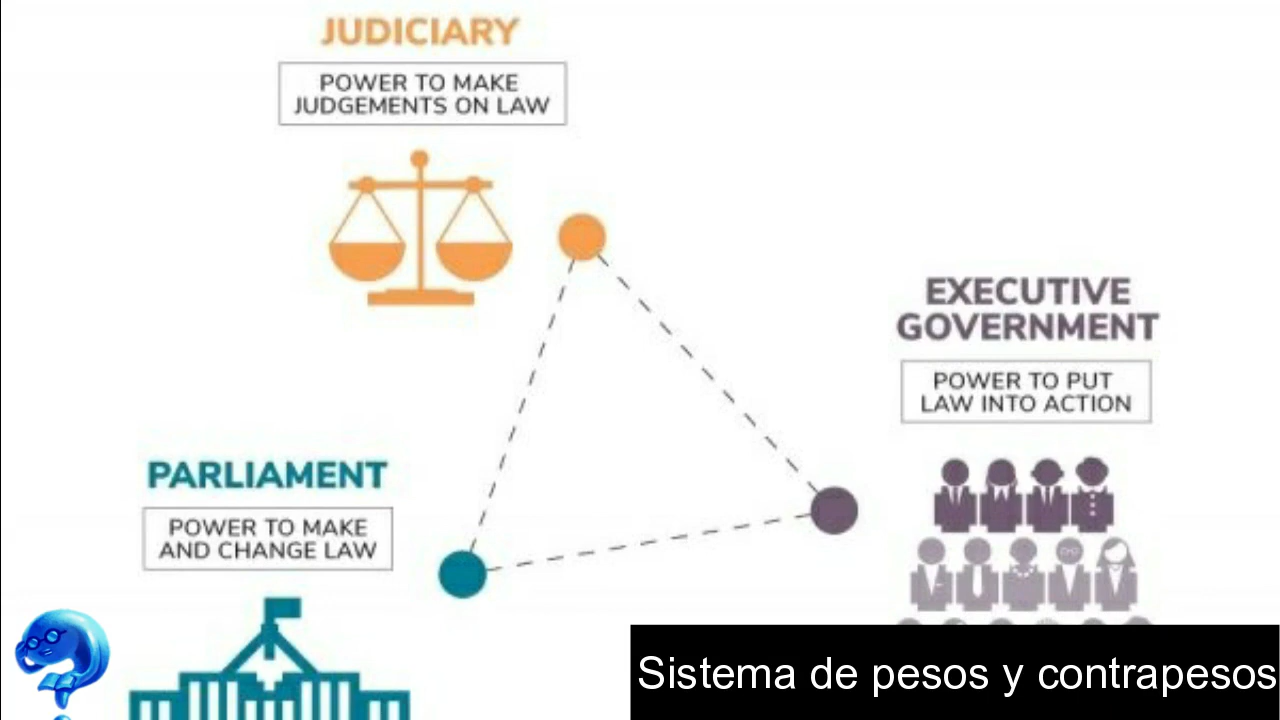 JUDICIARY
POWER TO MAKE
JUDGEMENTS ON LAW
EXECUTIVE
GOVERNMENT
POWER TO PUT
LAW INTO ACTION
PARLIAMENT
POWER TO MAKE
AND CHANGE LAW
Sistema de pesos y contrapesos